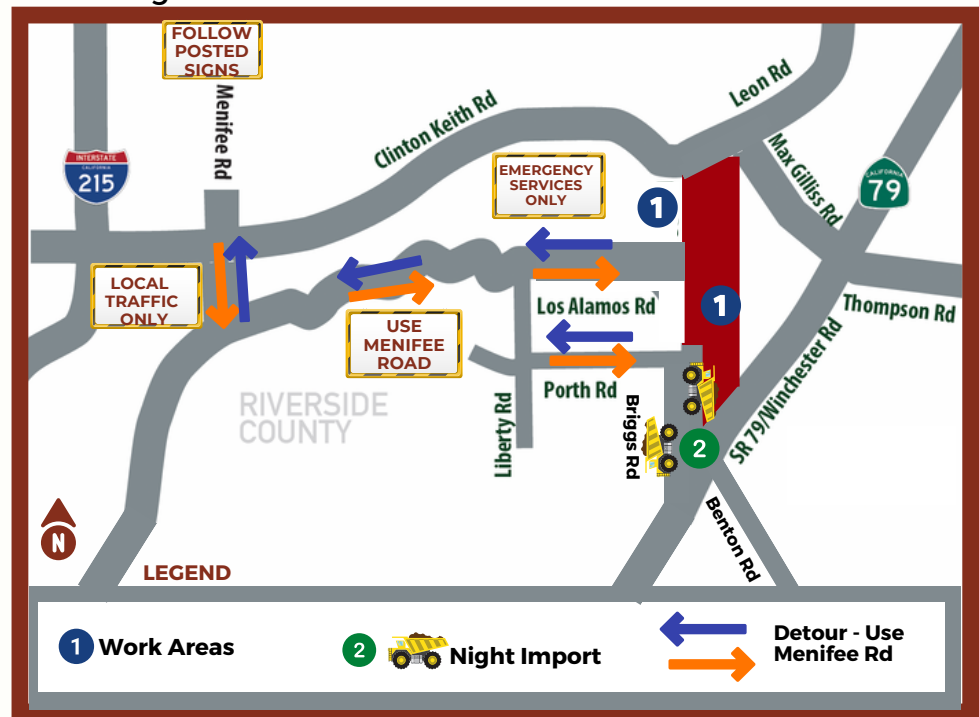 FOLLOW
POSTED
SIGNS
Menifee Rd
Clinton Keith Rd
Leon Rd
Max Gilliss Rd
INTERSTATE
CALIFORNIA
215
CALIFORNIA
79
EMERGENCY
SERVICES
ONLY
1
LOCAL
TRAFFIC
ONLY
1
Los Alamos Rd
Thompson Rd
USE
MENIFEE
ROAD
Porth Rd
RIVERSIDE
COUNTY
Liberty Rd
Briggs Rd
SR 79/Winchester Rd
2
Benton Rd
N
LEGEND
1 Work Areas
2 Night Import
Detour - Use
Menifee Rd